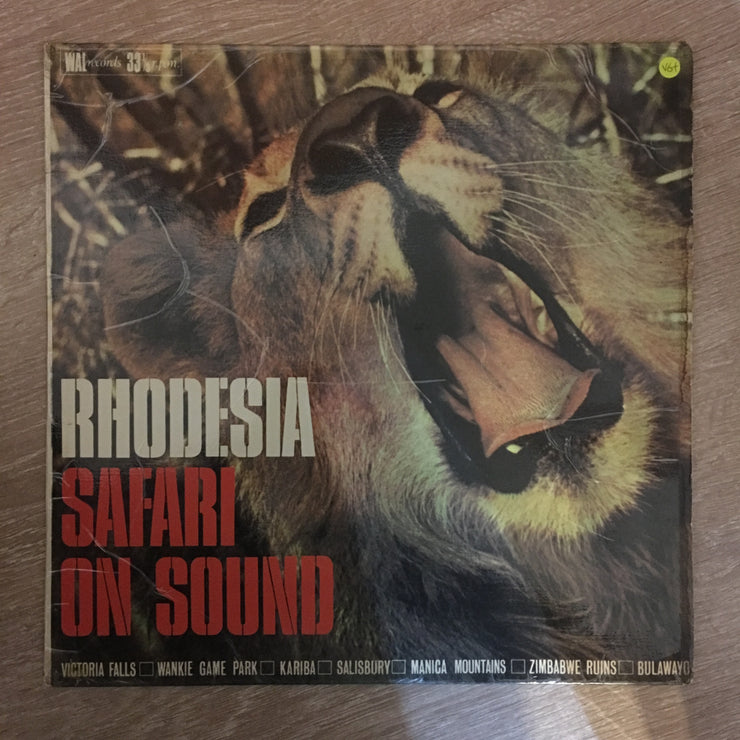 WAL records 33⅓ r.p.m.
VG+
RHODESIA
SAFARI
ON SOUND
VICTORIA FALLS □ WANKIE GAME PARK □ KARIBA □ SALISBURY □ MANICA MOUNTAINS □ ZIMBABWE RUINS □ BULAWAYO